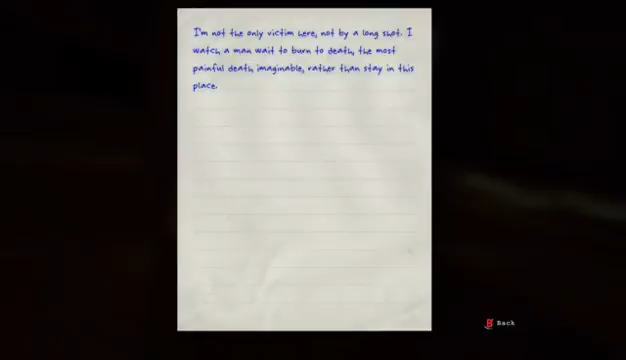 I'm not the only victim here, not by a long shot. I
watch a man wait to burn to death, the most
painful death imaginable, rather than stay in this
place.
Back